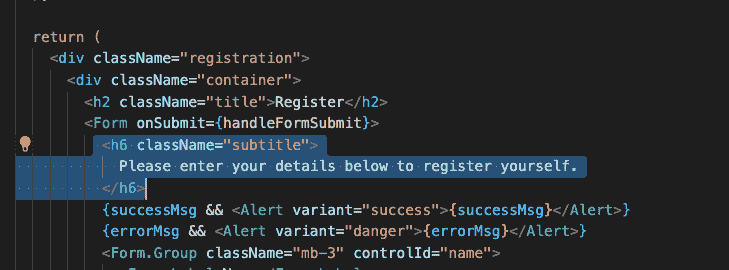 return (
<div className="registration">
<div className="container">
<h2 className="title">Register</h2>
<Form onSubmit={handleFormSubmit}>
<h6 className="subtitle">
Please enter your details below to register yourself.
</h6>
{successMsg && <Alert variant="success">{successMsg}</Alert>}
{errorMsg && <Alert variant="danger">{errorMsg}</Alert>}
<Form.Group className="mb-3" controlId="name">